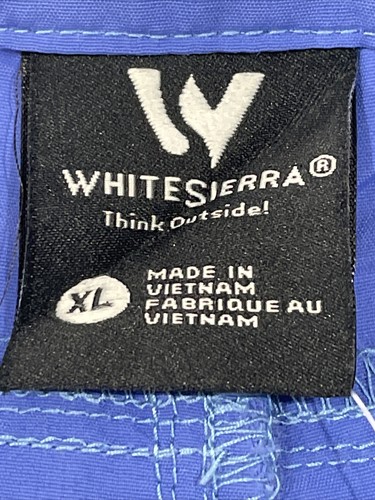 WHITESIERRA®
Think Outside!
XL
MADE IN
VIETNAM
FABRIQUE AU
VIETNAM